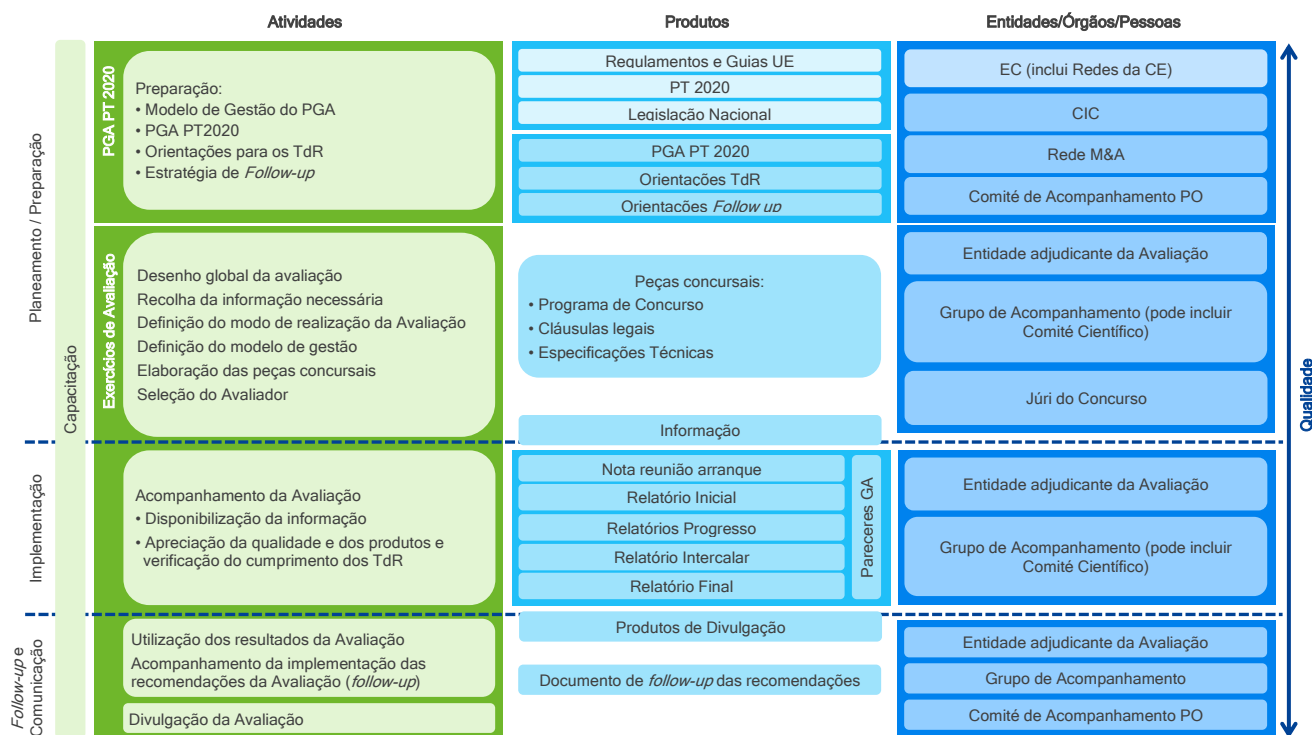 Atividades
Produtos
Entidades/Órgãos/Pessoas
Planeamento / Preparação
Capacitação
PGA PT 2020
Preparação:
• Modelo de Gestão do PGA
• PGA PT2020
• Orientações para os TdR
• Estratégia de Follow-up
Regulamentos e Guias UE
PT 2020
Legislação Nacional
PGA PT 2020
Orientações TdR
Orientações Follow up
EC (inclui Redes da CE)
CIC
Rede M&A
Comité de Acompanhamento PO
Qualidade
Exercícios de Avaliação
Desenho global da avaliação
Recolha da informação necessária
Definição do modo de realização da Avaliação
Definição do modelo de gestão
Elaboração das peças concursais
Seleção do Avaliador
Peças concursais:
• Programa de Concurso
• Cláusulas legais
• Especificações Técnicas
Informação
Entidade adjudicante da Avaliação
Grupo de Acompanhamento (pode incluir
Comité Científico)
Júri do Concurso
Implementação
Acompanhamento da Avaliação
• Disponibilização da informação
• Apreciação da qualidade e dos produtos e
verificação do cumprimento dos TdR
Nota reunião arranque
Relatório Inicial
Relatórios Progresso
Relatório Intercalar
Relatório Final
Pareceres GA
Entidade adjudicante da Avaliação
Grupo de Acompanhamento (pode incluir
Comité Científico)
Follow-up e
Comunicação
Utilização dos resultados da Avaliação
Acompanhamento da implementação das
recomendações da Avaliação (follow-up)
Divulgação da Avaliação
Produtos de Divulgação
Documento de follow-up das recomendações
Entidade adjudicante da Avaliação
Grupo de Acompanhamento
Comité de Acompanhamento PO